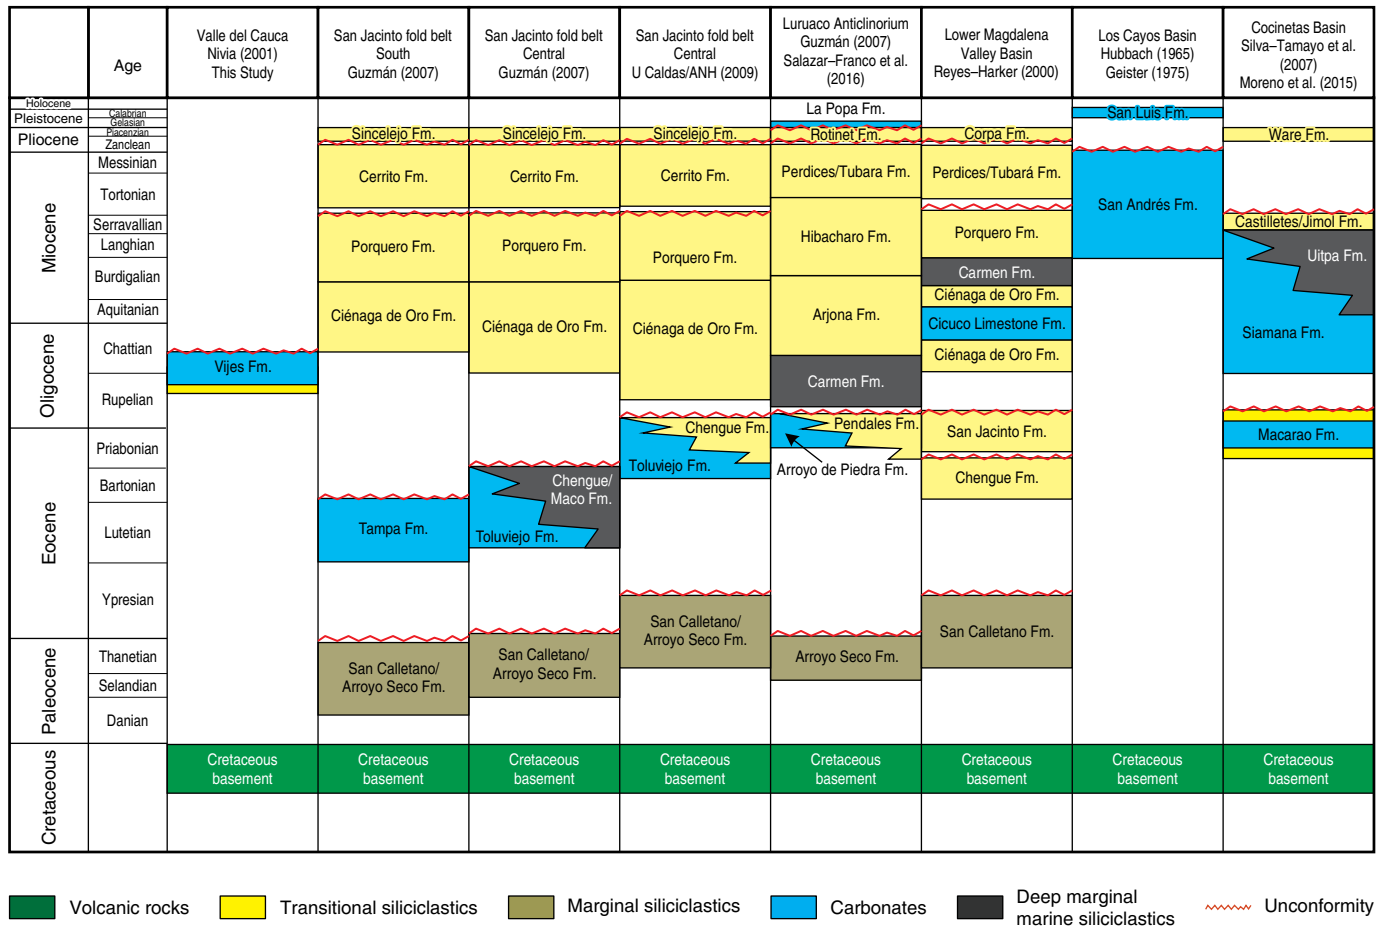 Age
Valle del Cauca
Nivia (2001)
This Study
San Jacinto fold belt
South
Guzmán (2007)
San Jacinto fold belt
Central
Guzmán (2007)
San Jacinto fold belt
Central
U Caldas/ANH (2009)
Luruaco Anticlinorium
Guzmán (2007)
Salazar–Franco et al.
(2016)
Lower Magdalena
Valley Basin
Reyes–Harker (2000)
Los Cayos Basin
Hubbach (1965)
Geister (1975)
Cocinetas Basin
Silva–Tamayo et al.
(2007)
Moreno et al. (2015)
Holocene
Pleistocene
Pliocene
Miocene
Oligocene
Eocene
Paleocene
Cretaceous
Calabrian
Gelasian
Piacenzian
Zanclean
Messinian
Tortonian
Serravallian
Langhian
Burdigalian
Aquitanian
Chattian
Rupelian
Priabonian
Bartonian
Lutetian
Ypresian
Thanetian
Selandian
Danian
Vijes Fm.
Cretaceous
basement
Sincelejo Fm.
Cerrito Fm.
Porquero Fm.
Ciénaga de Oro Fm.
Tampa Fm.
San Calletano/
Arroyo Seco Fm.
Cretaceous
basement
Sincelejo Fm.
Cerrito Fm.
Porquero Fm.
Ciénaga de Oro Fm.
Chengue/
Maco Fm.
Toluviejo Fm.
San Calletano/
Arroyo Seco Fm.
Cretaceous
basement
Sincelejo Fm.
Cerrito Fm.
Porquero Fm.
Ciénaga de Oro Fm.
Chengue Fm.
Toluviejo Fm.
San Calletano/
Arroyo Seco Fm.
Cretaceous
basement
La Popa Fm.
Rotinet Fm.
Perdices/Tubara Fm.
Hibacharo Fm.
Arjona Fm.
Carmen Fm.
Pendales Fm.
Arroyo de Piedra Fm.
Arroyo Seco Fm.
Cretaceous
basement
Corpa Fm.
Perdices/Tubará Fm.
Porquero Fm.
Carmen Fm.
Ciénaga de Oro Fm.
Cicuco Limestone Fm.
Ciénaga de Oro Fm.
San Jacinto Fm.
Chengue Fm.
San Calletano Fm.
Cretaceous
basement
San Luis Fm.
San Andrés Fm.
Cretaceous
basement
Ware Fm.
Castilletes/Jimol Fm.
Uitpa Fm.
Siamana Fm.
Macarao Fm.
Cretaceous
basement
Volcanic rocks
Transitional siliciclastics
Marginal siliciclastics
Carbonates
Deep marginal
marine siliciclastics
Unconformity